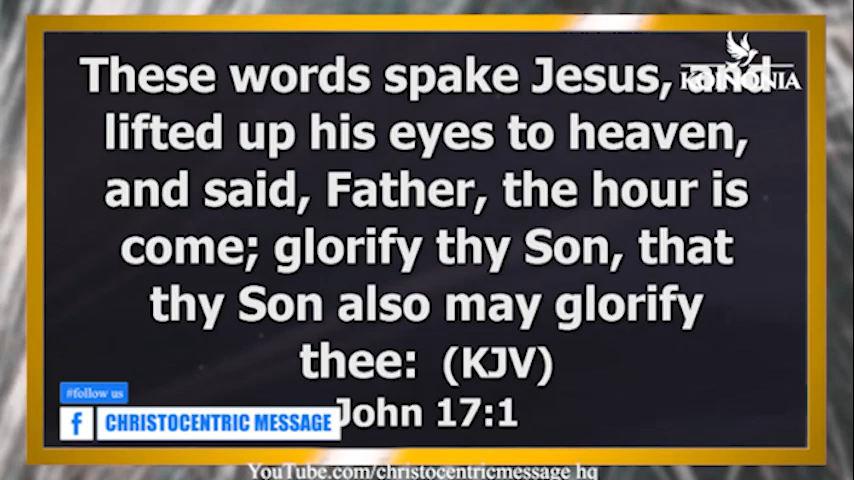 These words spake Jesus, and
KOINONIA
lifted up his eyes to heaven,
and said, Father, the hour is
come; glorify thy Son, that
thy Son also may glorify
thee: (KJV)
#follow us
f CHRISTOCENTRIC MESSAGE
John 17:1
YouTube.com/christocentricmessage hq